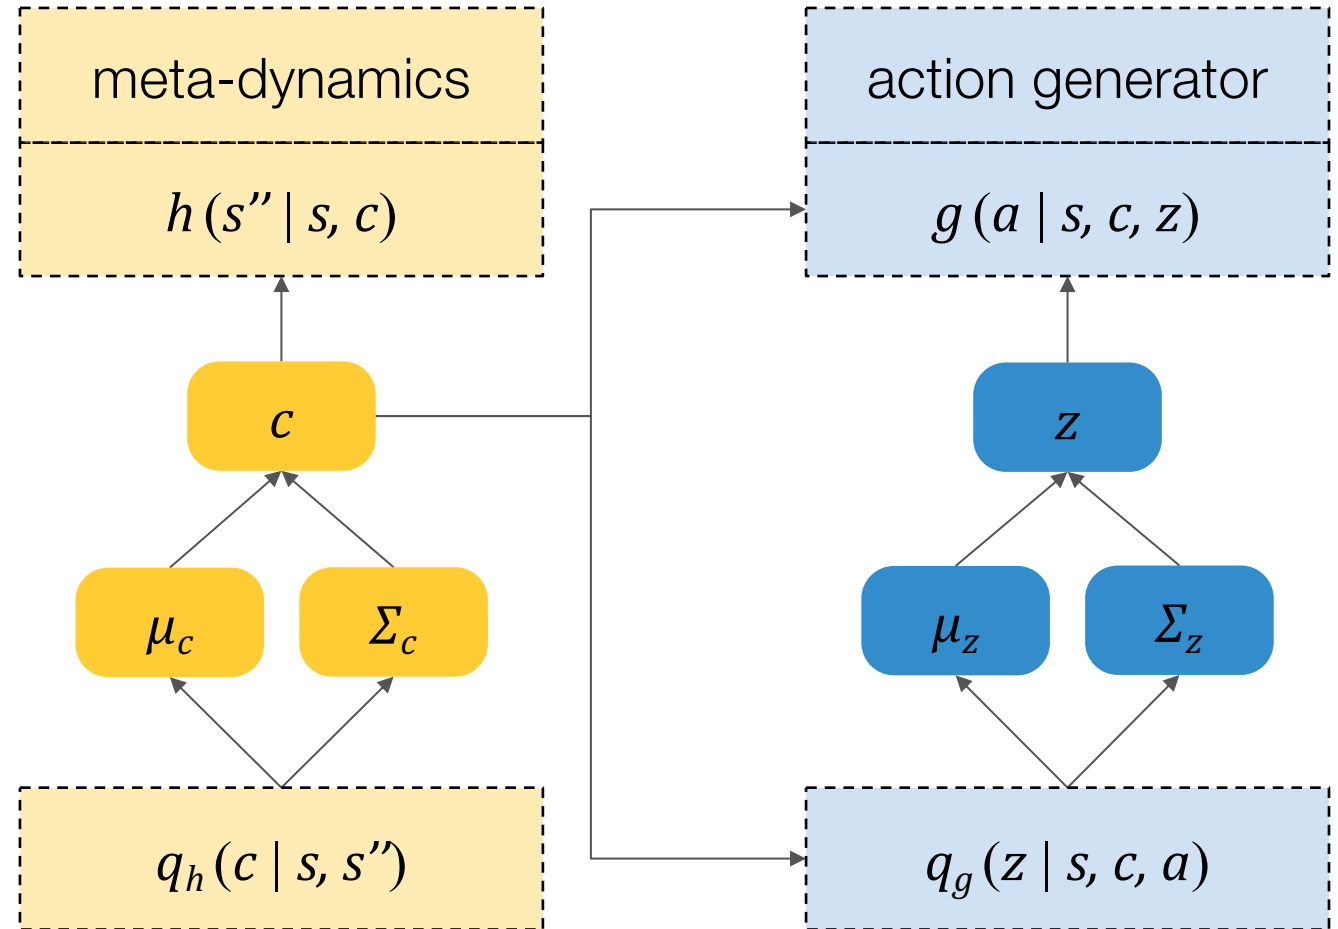 meta-dynamics
h (s″ | s, c)
c
μ_c
Σ_c
q_h (c | s, s″)
action generator
g (a | s, c, z)
z
μ_z
Σ_z
q_g (z | s, c, a)